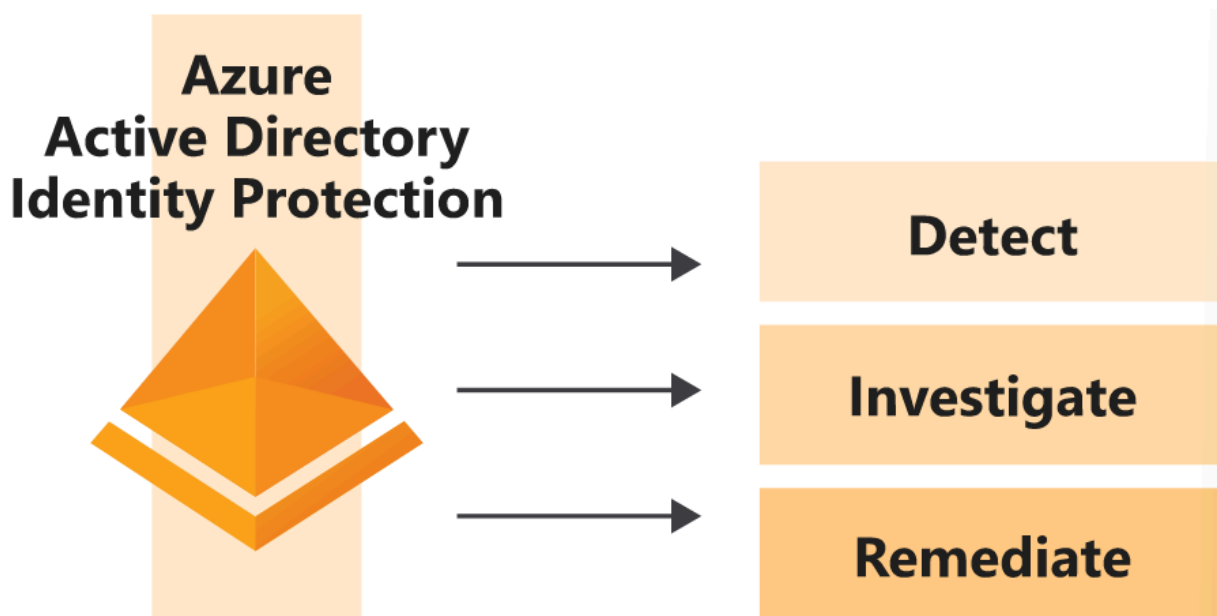 Azure
Active Directory
Identity Protection
Detect
Investigate
Remediate